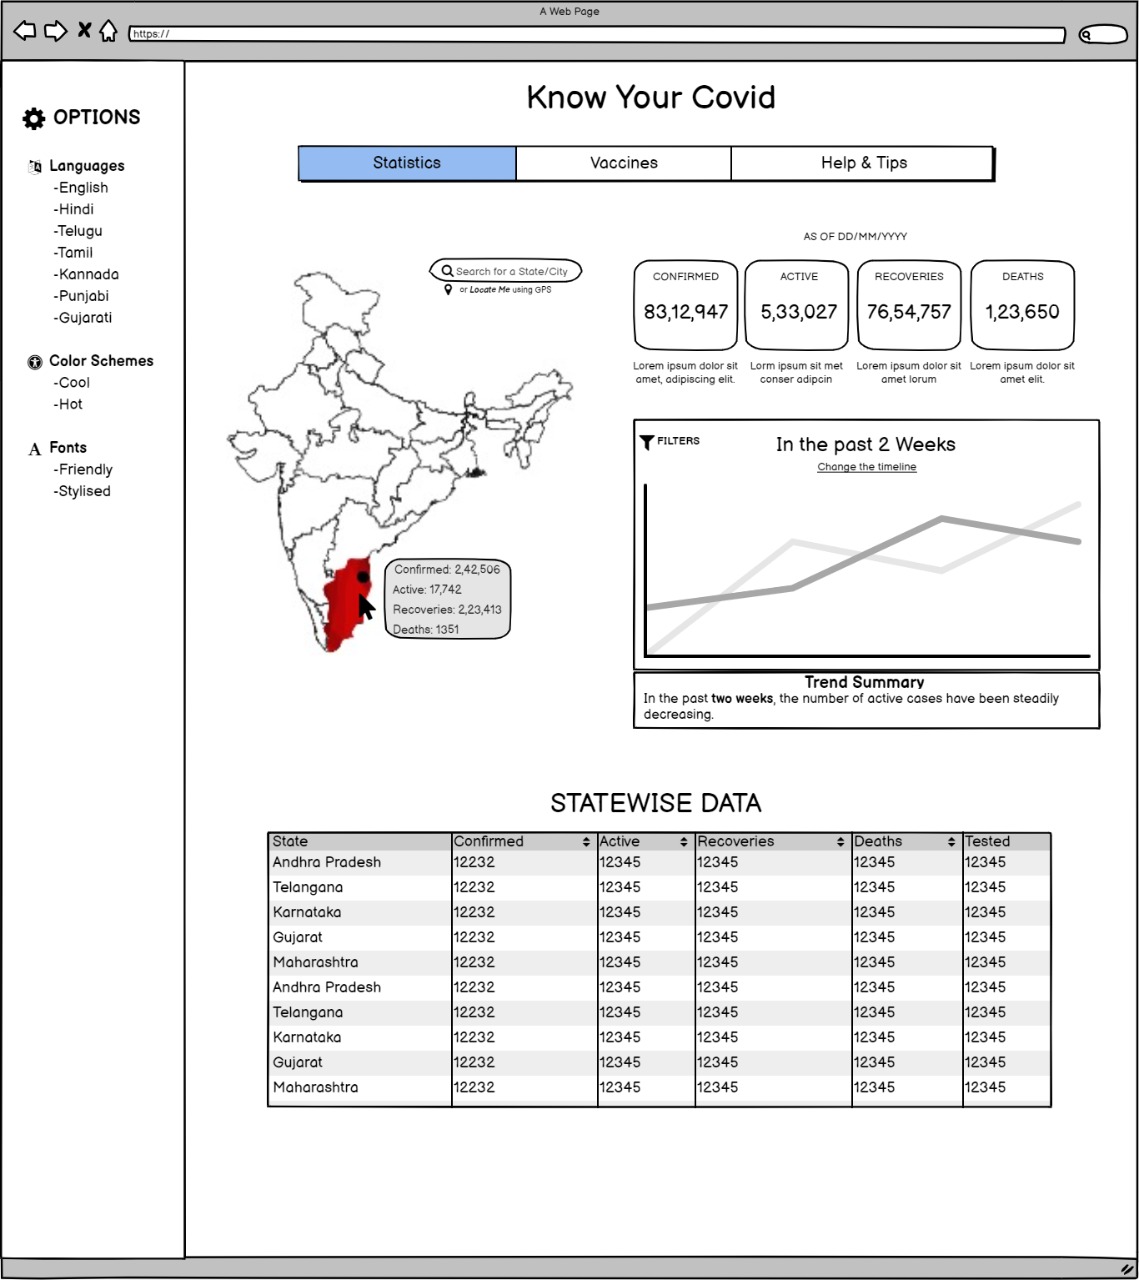 A Web Page
https://
OPTIONS
Languages
-English
-Hindi
-Telugu
-Tamil
-Kannada
-Punjabi
-Gujarati
Color Schemes
-Cool
-Hot
A Fonts
-Friendly
-Stylised
Know Your Covid
Statistics Vaccines Help & Tips
Search for a State/City
or Locate Me using GPS
Confirmed: 2,42,506
Active: 17,742
Recoveries: 2,23,413
Deaths: 1351
AS OF DD/MM/YYYY
CONFIRMED ACTIVE RECOVERIES DEATHS
83,12,947 5,33,027 76,54,757 1,23,650
Lorem ipsum dolor sit Lorm ipsum sit met Lorem ipsum dolor sit Lorem ipsum dolor sit
amet, adipiscing elit. conser adipcin amet lorum amet elit.
FILTERS In the past 2 Weeks
Change the timeline
Trend Summary
In the past two weeks, the number of active cases have been steadily
decreasing.
STATEWISE DATA
State Confirmed Active Recoveries Deaths Tested
Andhra Pradesh 12232 12345 12345 12345 12345
Telangana 12232 12345 12345 12345 12345
Karnataka 12232 12345 12345 12345 12345
Gujarat 12232 12345 12345 12345 12345
Maharashtra 12232 12345 12345 12345 12345
Andhra Pradesh 12232 12345 12345 12345 12345
Telangana 12232 12345 12345 12345 12345
Karnataka 12232 12345 12345 12345 12345
Gujarat 12232 12345 12345 12345 12345
Maharashtra 12232 12345 12345 12345 12345